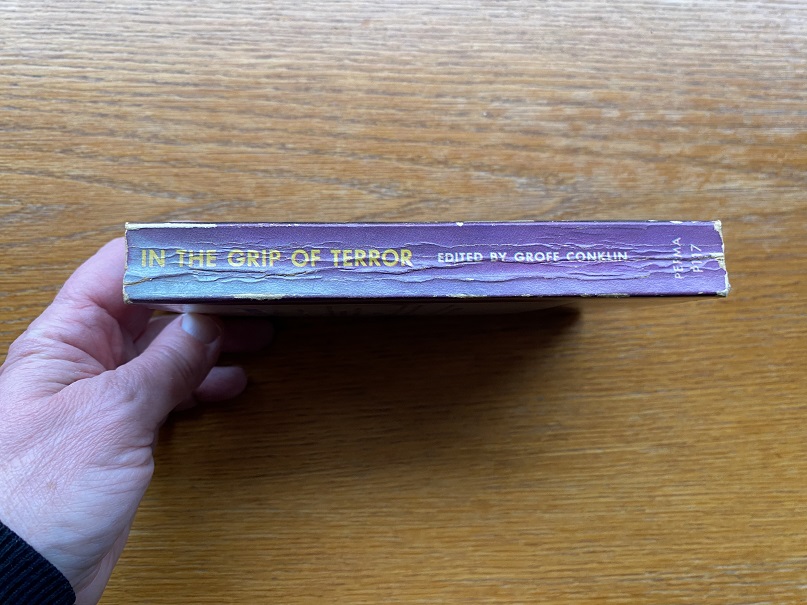 IN THE GRIP OF TERROR
EDITED BY GROFF CONKLIN
PERMA
P117